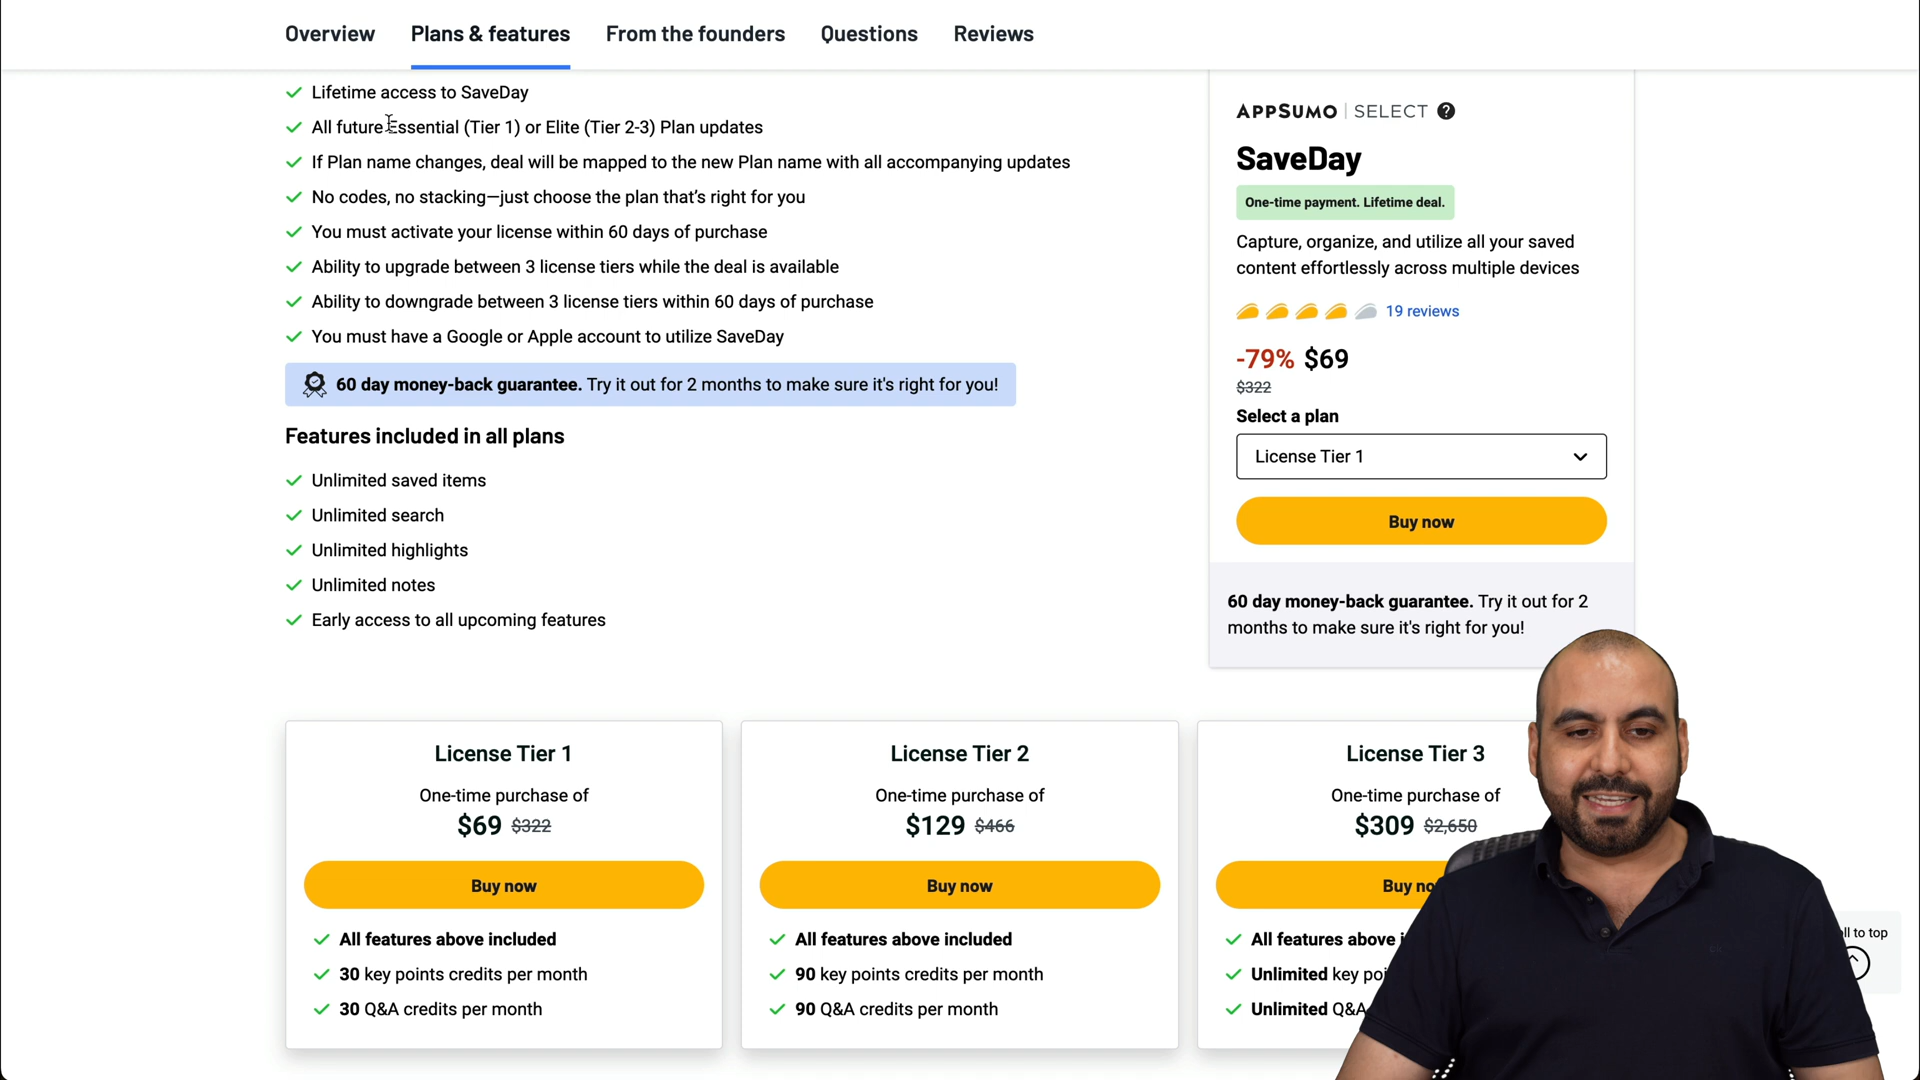 Overview Plans & features From the founders Questions Reviews
Lifetime access to SaveDay
All future Essential (Tier 1) or Elite (Tier 2-3) Plan updates
If Plan name changes, deal will be mapped to the new Plan name with all accompanying updates
No codes, no stacking—just choose the plan that's right for you
You must activate your license within 60 days of purchase
Ability to upgrade between 3 license tiers while the deal is available
Ability to downgrade between 3 license tiers within 60 days of purchase
You must have a Google or Apple account to utilize SaveDay
60 day money-back guarantee. Try it out for 2 months to make sure it's right for you!
Features included in all plans
Unlimited saved items
Unlimited search
Unlimited highlights
Unlimited notes
Early access to all upcoming features
APPSUMO | SELECT ?
SaveDay
One-time payment. Lifetime deal.
Capture, organize, and utilize all your saved
content effortlessly across multiple devices
19 reviews
-79% $69
$322
Select a plan
License Tier 1
Buy now
60 day money-back guarantee. Try it out for 2
months to make sure it's right for you!
License Tier 1
One-time purchase of
$69 $322
Buy now
All features above included
30 key points credits per month
30 Q&A credits per month
License Tier 2
One-time purchase of
$129 $466
Buy now
All features above included
90 key points credits per month
90 Q&A credits per month
License Tier 3
One-time purchase of
$309 $2,650
Buy
All features above
Unlimited key
Unlimited Q&A
to top